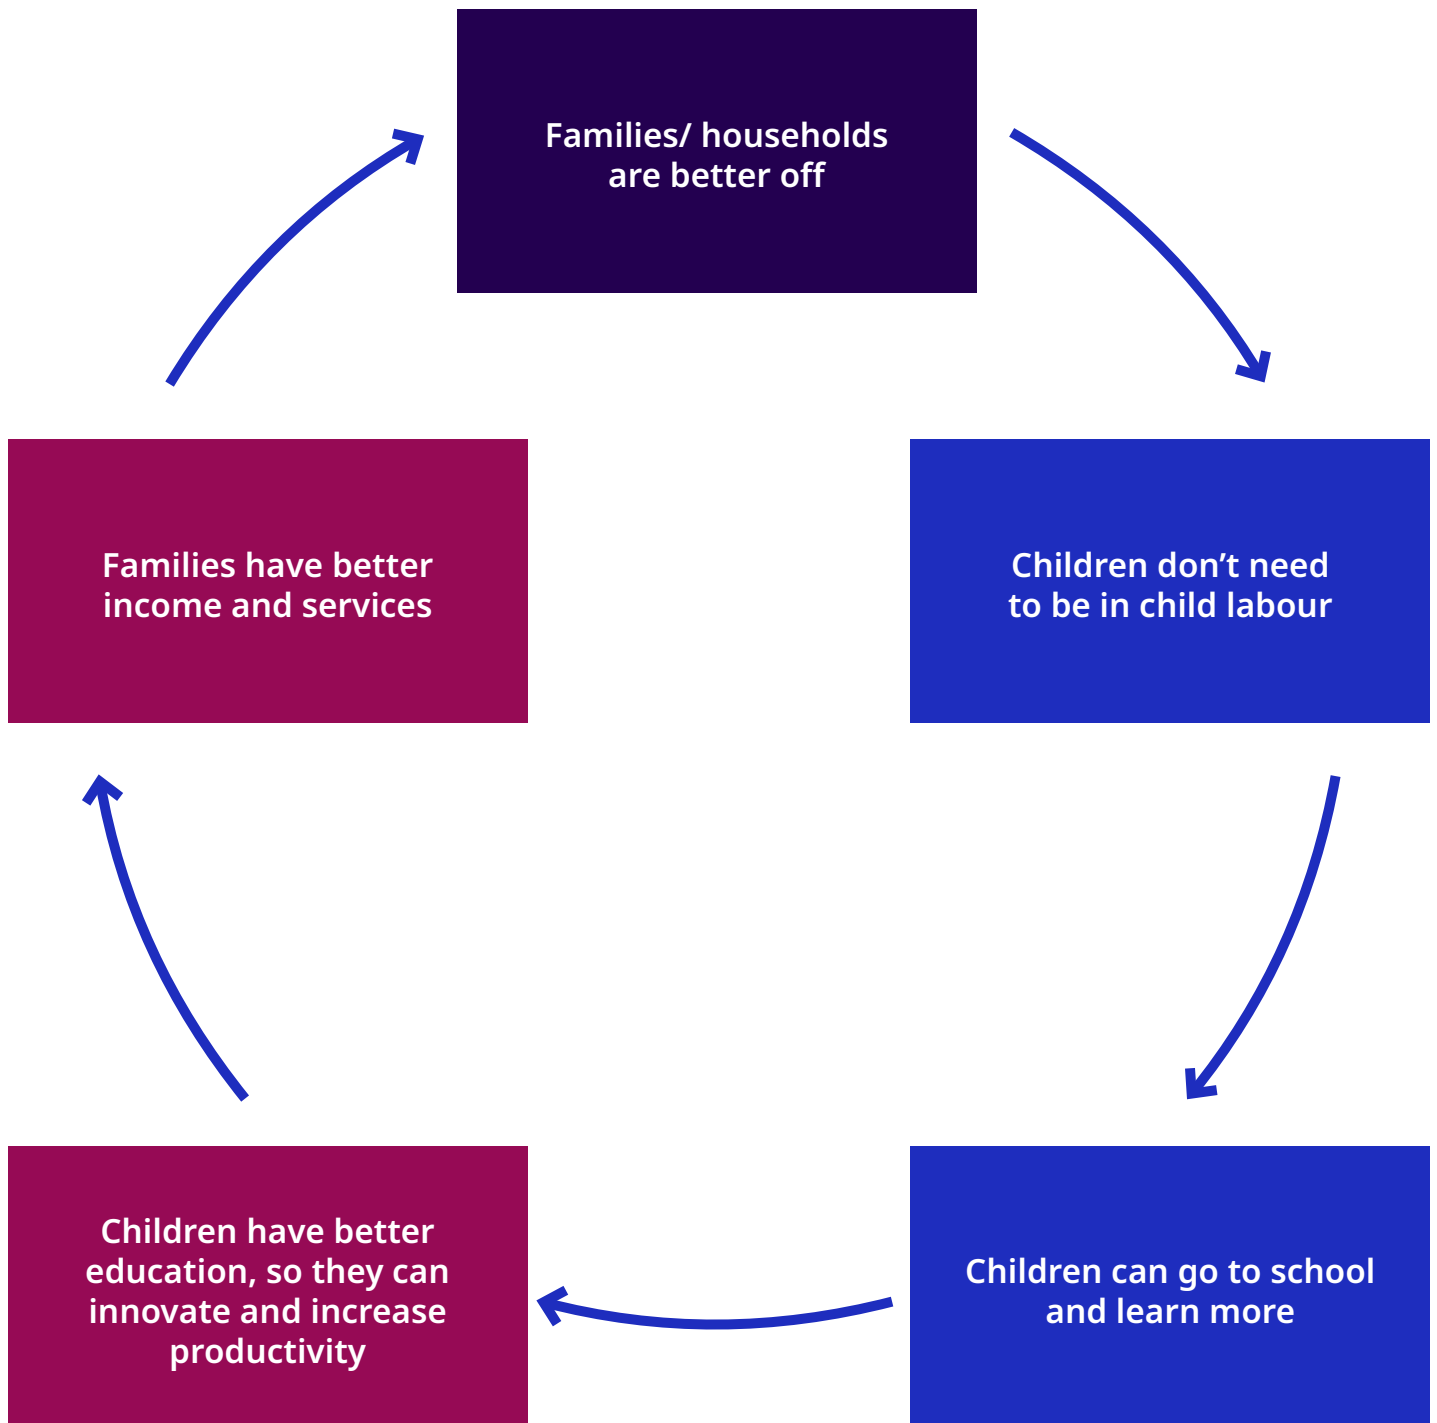 Families/ households
are better off
Children don’t need
to be in child labour
Children can go to school
and learn more
Children have better
education, so they can
innovate and increase
productivity
Families have better
income and services